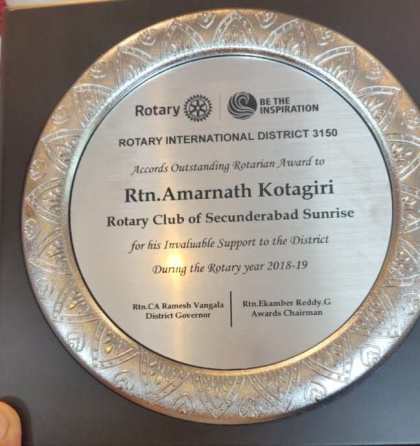 Rotary
BE THE
INSPIRATION
ROTARY INTERNATIONAL DISTRICT 3150
Accords Outstanding Rotarian Award to
Rtn.Amarnath Kotagiri
Rotary Club of Secunderabad Sunrise
for his Invaluable Support to the District
During the Rotary year 2018-19
Rtn.CA Ramesh Vangala
District Governor
Rtn.Ekamber Reddy.G
Awards Chairman